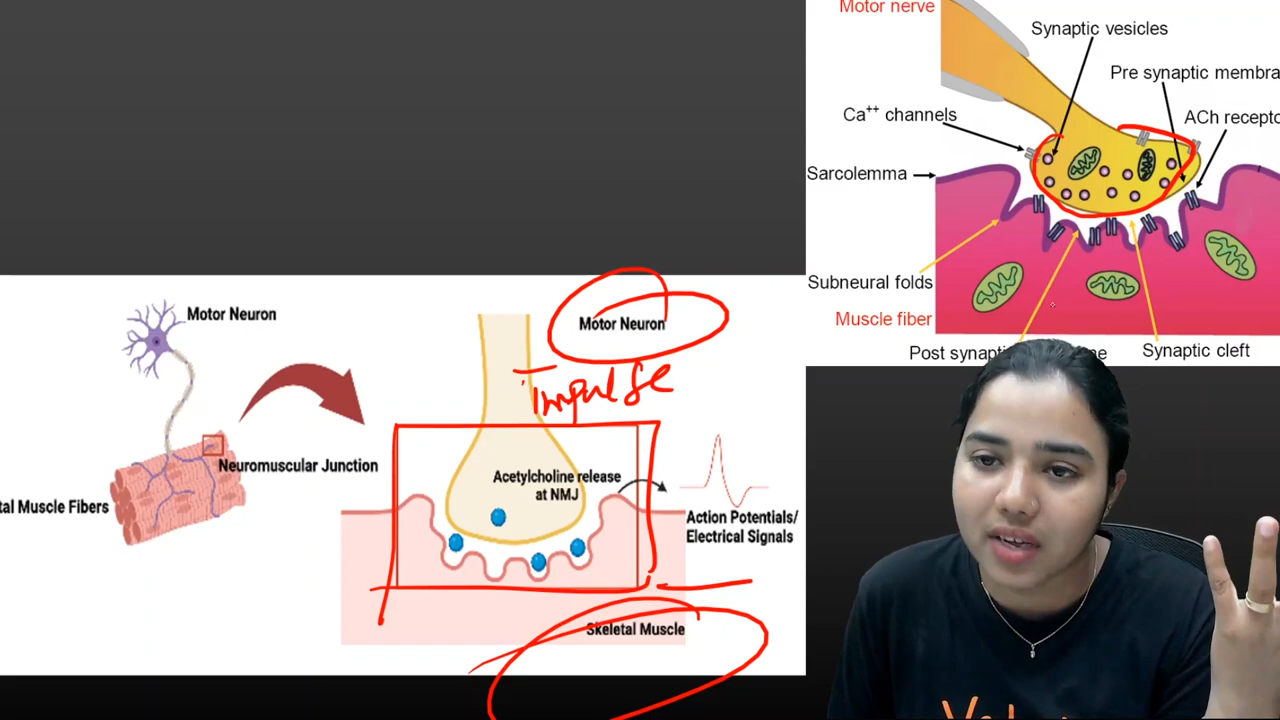 Motor nerve
Synaptic vesicles
Pre synaptic membra
Ca⁺⁺ channels
ACh recepto
Sarcolemma
Subneural folds
Muscle fiber
Post synaptic
Synaptic cleft
Motor Neuron
Neuromuscular Junction
tal Muscle Fibers
Motor Neuron
Impulse
Acetylcholine release
at NMJ
Action Potentials/
Electrical Signals
Skeletal Muscle